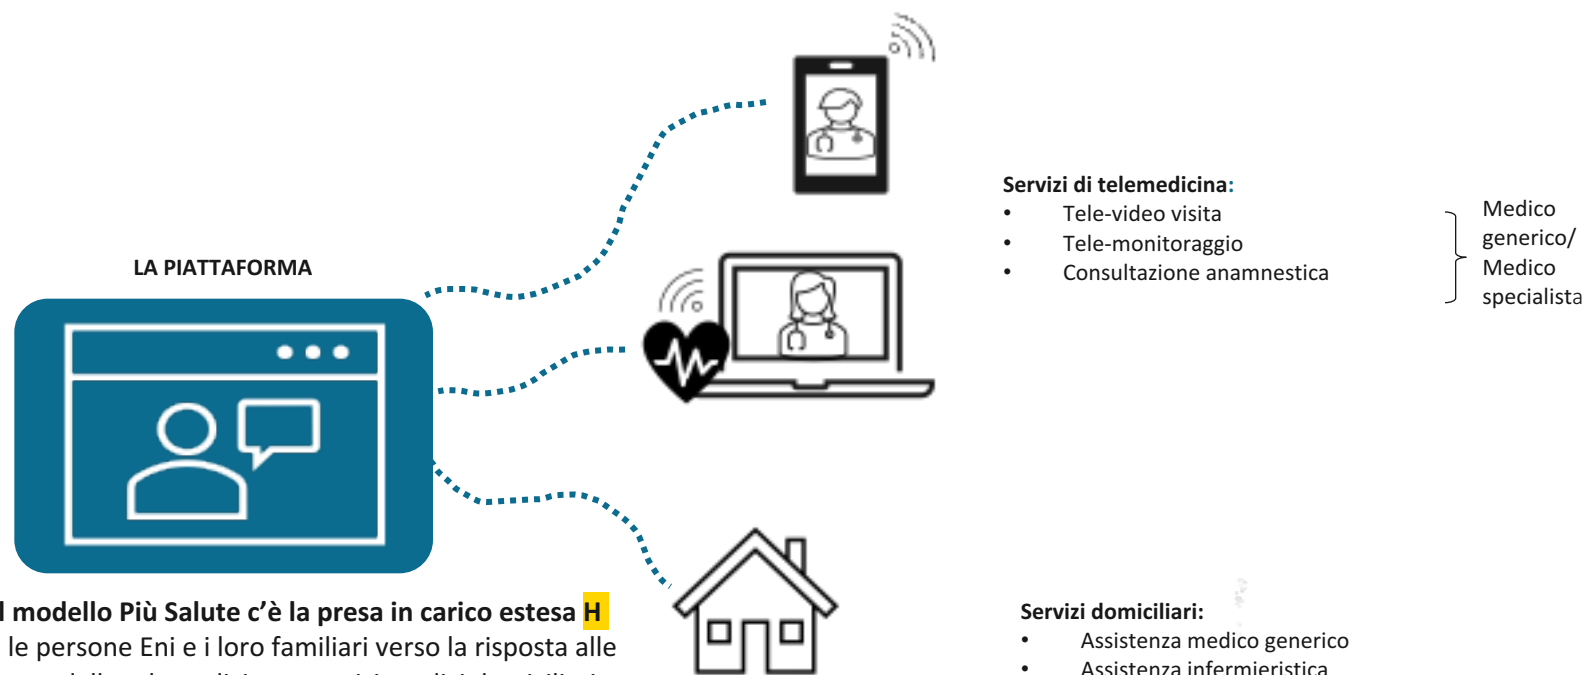 LA PIATTAFORMA
Servizi di telemedicina:
• Tele-video visita
• Tele-monitoraggio
• Consultazione anamnestica
Medico
generico/
Medico
specialista
l modello Più Salute c’è la presa in carico estesa H
le persone Eni e i loro familiari verso la risposta alle
Servizi domiciliari:
• Assistenza medico generico
• Assistenza infermieristica